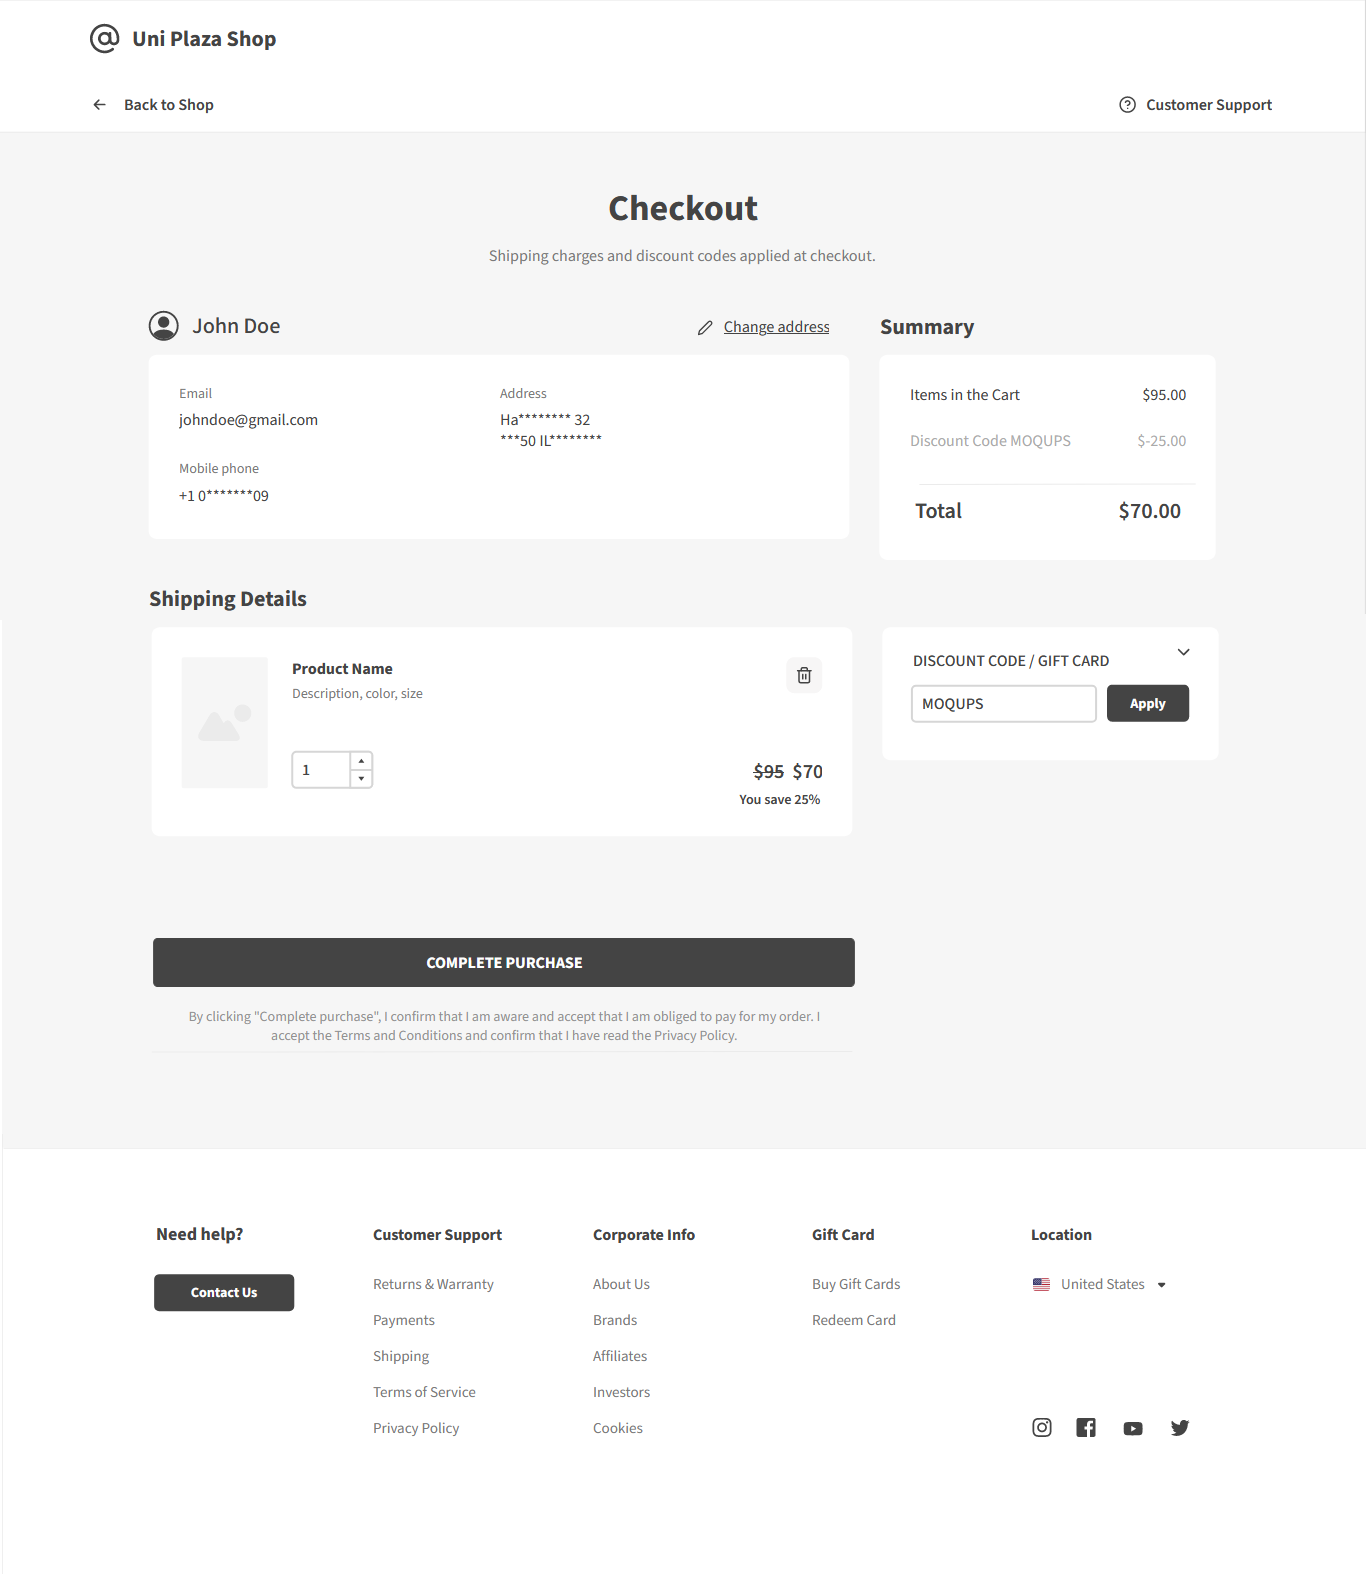 Uni Plaza Shop
Back to Shop
Customer Support
Checkout
Shipping charges and discount codes applied at checkout.
John Doe
Change address
Email
johndoe@gmail.com
Address
Ha******** 32
***50 IL********
Mobile phone
+1 0*******09
Summary
Items in the Cart $95.00
Discount Code MOQUPS $-25.00
Total $70.00
Shipping Details
Product Name
Description, color, size
1
$95 $70
You save 25%
DISCOUNT CODE / GIFT CARD
MOQUPS
Apply
COMPLETE PURCHASE
By clicking "Complete purchase", I confirm that I am aware and accept that I am obliged to pay for my order. I
accept the Terms and Conditions and confirm that I have read the Privacy Policy.
Need help?
Contact Us
Customer Support
Returns & Warranty
Payments
Shipping
Terms of Service
Privacy Policy
Corporate Info
About Us
Brands
Affiliates
Investors
Cookies
Gift Card
Buy Gift Cards
Redeem Card
Location
United States